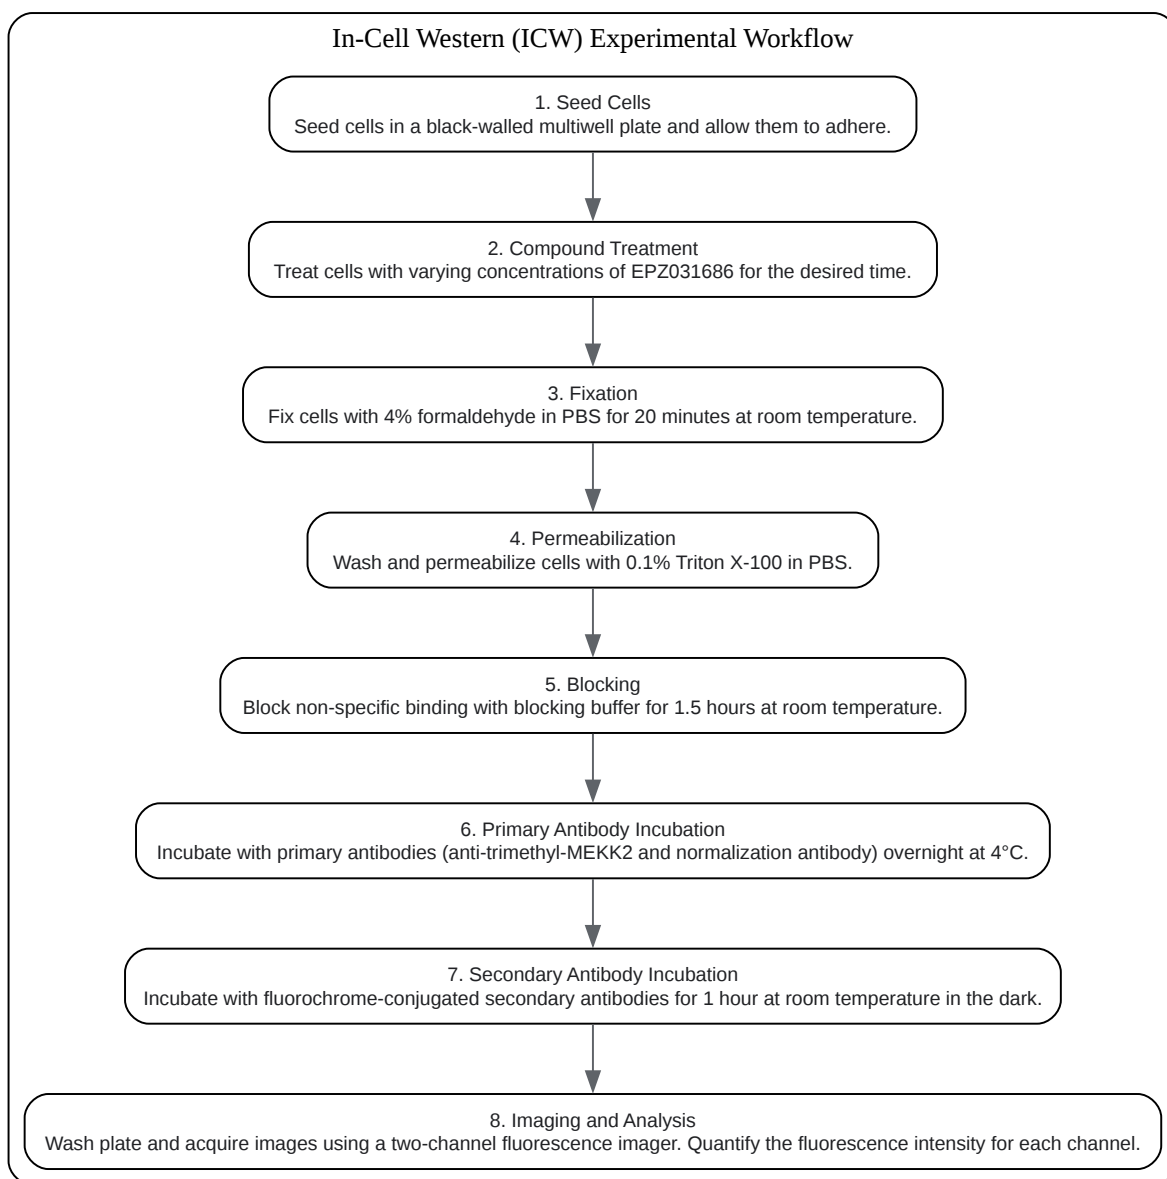 In-Cell Western (ICW) Experimental Workflow
1. Seed Cells
Seed cells in a black-walled multiwell plate and allow them to adhere.
2. Compound Treatment
Treat cells with varying concentrations of EPZ031686 for the desired time.
3. Fixation
Fix cells with 4% formaldehyde in PBS for 20 minutes at room temperature.
4. Permeabilization
Wash and permeabilize cells with 0.1% Triton X-100 in PBS.
5. Blocking
Block non-specific binding with blocking buffer for 1.5 hours at room temperature.
6. Primary Antibody Incubation
Incubate with primary antibodies (anti-trimethyl-MEKK2 and normalization antibody) overnight at 4°C.
7. Secondary Antibody Incubation
Incubate with fluorochrome-conjugated secondary antibodies for 1 hour at room temperature in the dark.
8. Imaging and Analysis
Wash plate and acquire images using a two-channel fluorescence imager. Quantify the fluorescence intensity for each channel.